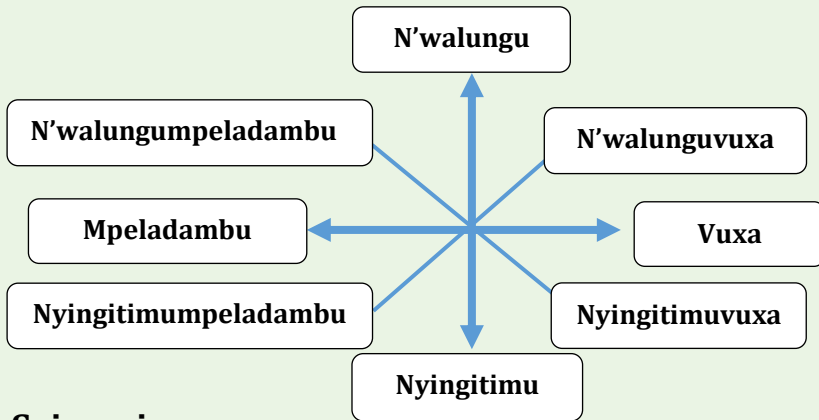 N’walungu
N’walungumpeladambu
N’walunguvuxa
Mpeladambu
Vuxa
Nyingitimumpeladambu
Nyingitimuvuxa
Nyingitimu